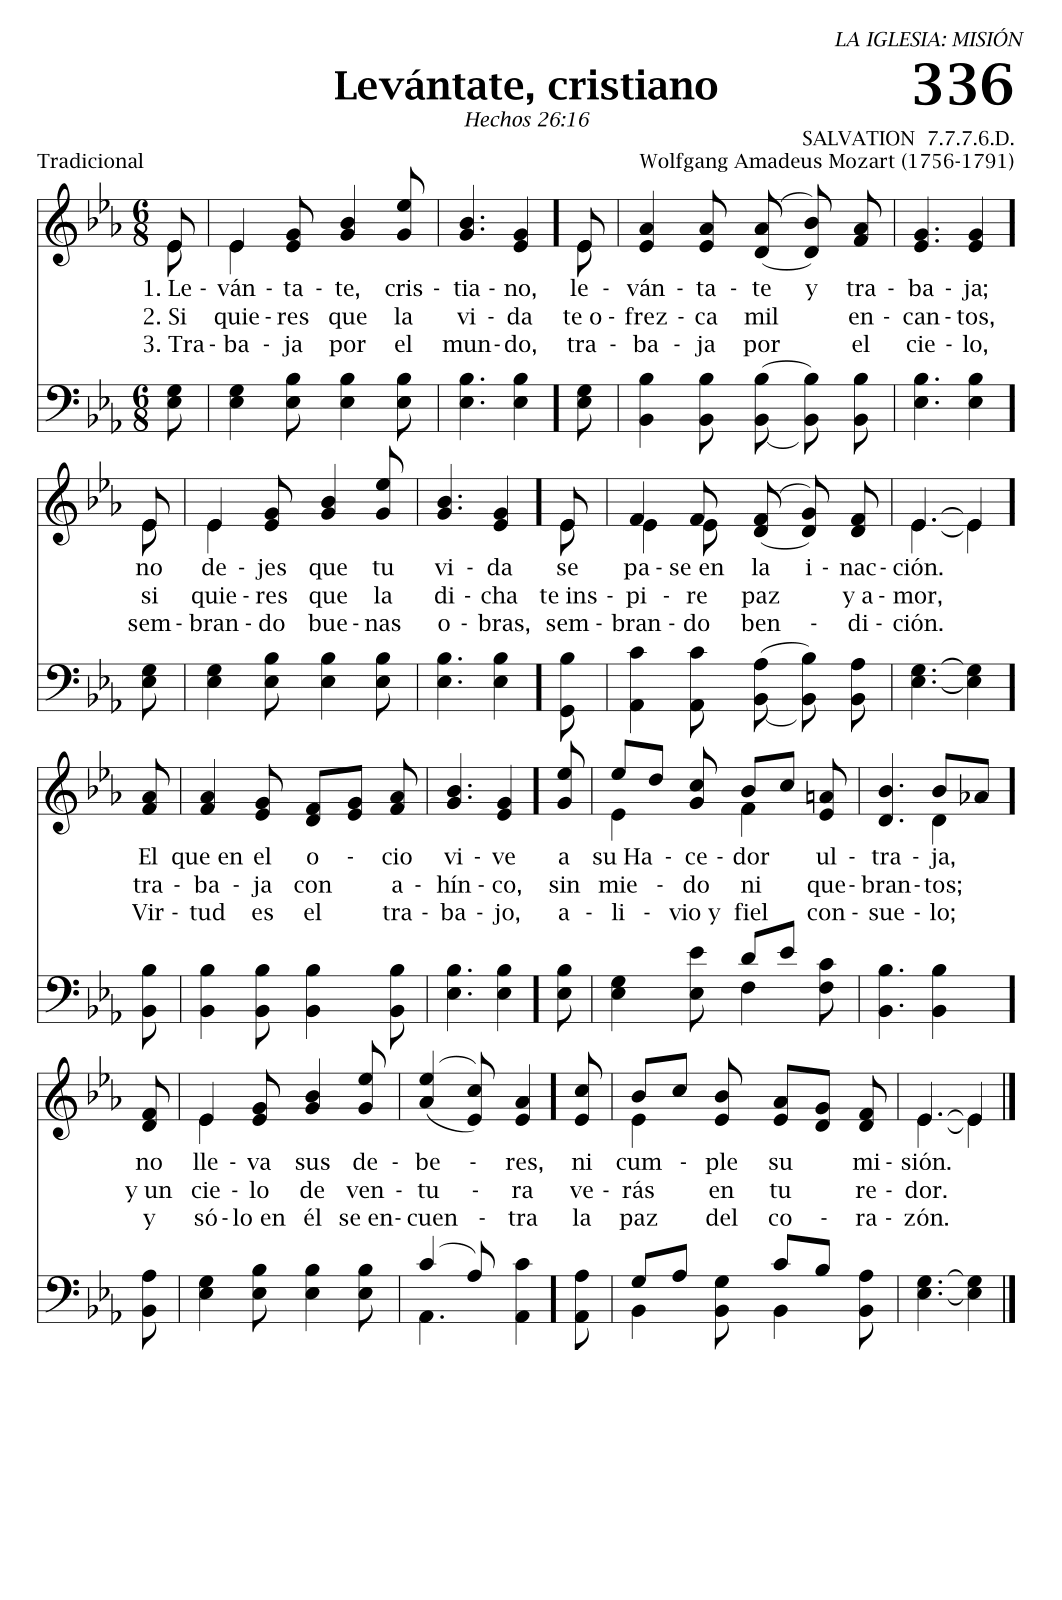 LA IGLESIA: MISIÓN
Levántate, cristiano 336
Hechos 26:16
SALVATION 7.7.7.6.D.
Tradicional Wolfgang Amadeus Mozart (1756-1791)
6 8
1. Le - ván - ta - te, cris - tia - no, le - ván - ta - te y tra - ba - ja;
2. Si quie - res que la vi - da te o - frez - ca mil en - can - tos,
3. Tra - ba - ja por el mun - do, tra - ba - ja por el cie - lo,
6 8
no de - jes que tu vi - da se pa - se en la i - nac - ción.
si quie - res que la di - cha te ins - pi - re paz y a - mor,
sem - bran - do bue - nas o - bras, sem - bran - do ben - di - ción.
El que en el o - cio vi - ve a su Ha - ce - dor ul - tra - ja,
tra - ba - ja con a - hín - co, sin mie - do ni que - bran - tos;
Vir - tud es el tra - ba - jo, a - li - vio y fiel con - sue - lo;
no lle - va sus de - be - res, ni cum - ple su mi - sión.
y un cie - lo de ven - tu - ra ve - rás en tu re - dor.
y só - lo en él se en - cuen - tra la paz del co - ra - zón.